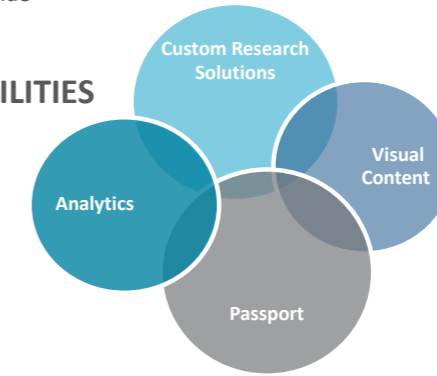 ILITIES
Custom Research
Solutions
Visual
Content
Analytics
Passport